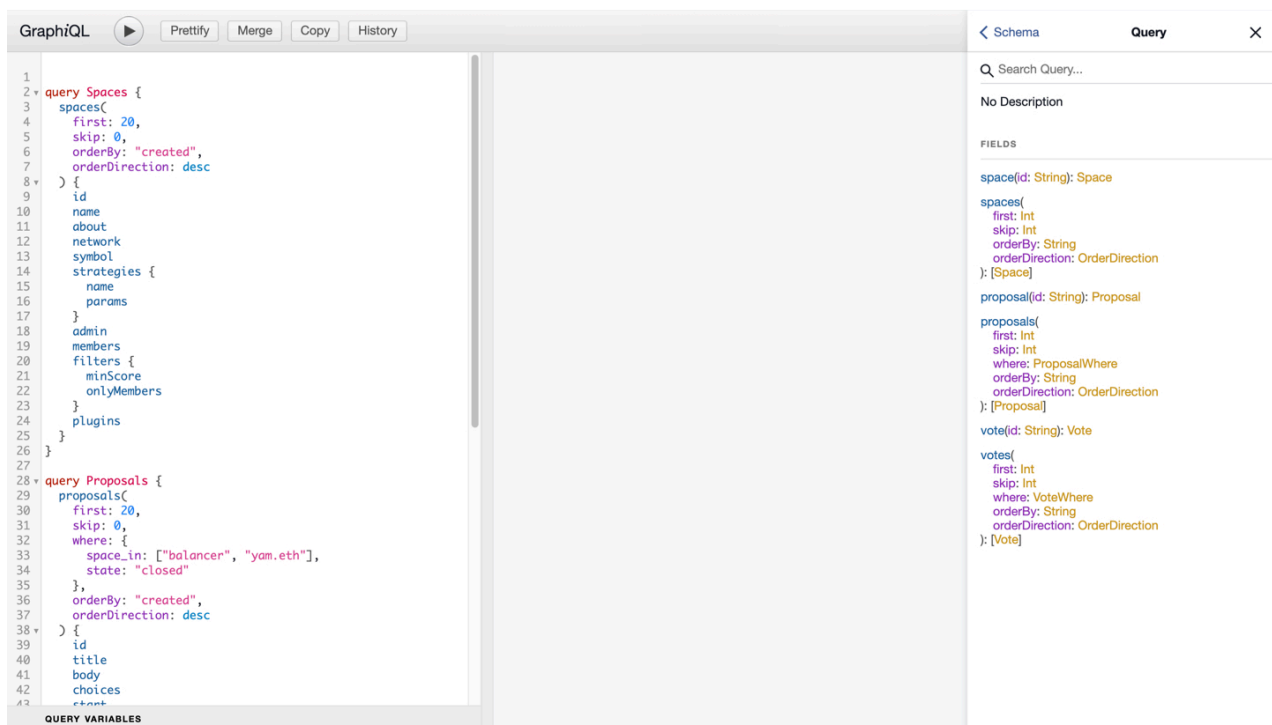 GraphiQL
Prettify
Merge
Copy
History
1
2 query Spaces {
3 spaces(
4 first: 20,
5 skip: 0,
6 orderBy: "created",
7 orderDirection: desc
8 ) {
9 id
10 name
11 about
12 network
13 symbol
14 strategies {
15 name
16 params
17 }
18 admin
19 members
20 filters {
21 minScore
22 onlyMembers
23 }
24 plugins
25 }
26 }
27
28 query Proposals {
29 proposals(
30 first: 20,
31 skip: 0,
32 where: {
33 space_in: ["balancer", "yam.eth"],
34 state: "closed"
35 },
36 orderBy: "created",
37 orderDirection: desc
38 ) {
39 id
40 title
41 body
42 choices
43 start
QUERY VARIABLES
Schema
Query
Search Query...
No Description
FIELDS
space(id: String): Space
spaces(
first: Int
skip: Int
orderBy: String
orderDirection: OrderDirection
): [Space]
proposal(id: String): Proposal
proposals(
first: Int
skip: Int
where: ProposalWhere
orderBy: String
orderDirection: OrderDirection
): [Proposal]
vote(id: String): Vote
votes(
first: Int
skip: Int
where: VoteWhere
orderBy: String
orderDirection: OrderDirection
): [Vote]